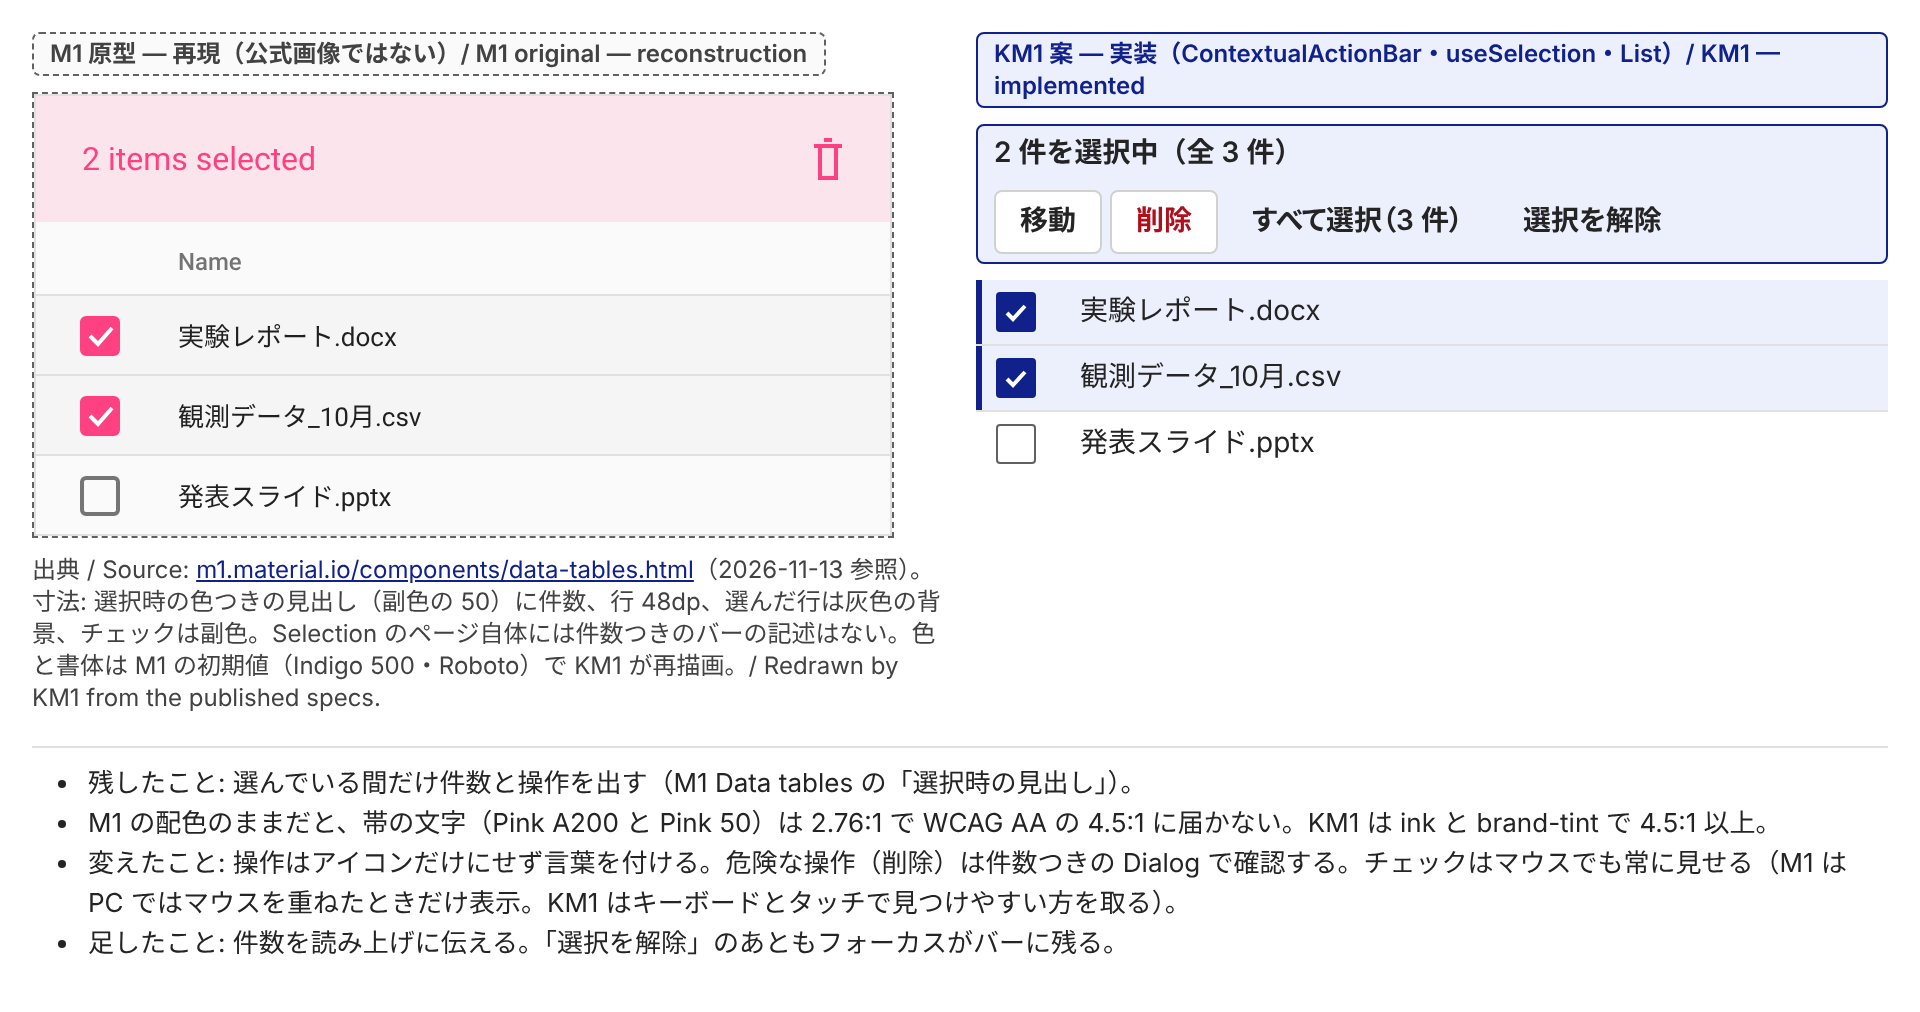 M1 原型 — 再現（公式画像ではない）/ M1 original — reconstruction
2 items selected
Name
実験レポート.docx
観測データ_10月.csv
発表スライド.pptx
出典 / Source: m1.material.io/components/data-tables.html（2026-11-13 参照）。
寸法: 選択時の色つきの見出し（副色の 50）に件数、行 48dp、選んだ行は灰色の背
景、チェックは副色。Selection のページ自体には件数つきのバーの記述はない。色
と書体は M1 の初期値（Indigo 500・Roboto）で KM1 が再描画。/ Redrawn by
KM1 from the published specs.
KM1 案 — 実装（ContextualActionBar・useSelection・List）/ KM1 —
implemented
2 件を選択中（全 3 件）
移動 削除 すべて選択（3 件） 選択を解除
実験レポート.docx
観測データ_10月.csv
発表スライド.pptx
• 残したこと: 選んでいる間だけ件数と操作を出す（M1 Data tables の「選択時の見出し」）。
• M1 の配色のままだと、帯の文字（Pink A200 と Pink 50）は 2.76:1 で WCAG AA の 4.5:1 に届かない。KM1 は ink と brand-tint で 4.5:1 以上。
• 変えたこと: 操作はアイコンだけにせず言葉を付ける。危険な操作（削除）は件数つきの Dialog で確認する。チェックはマウスでも常に見せる（M1 は
PC ではマウスを重ねたときだけ表示。KM1 はキーボードとタッチで見つけやすい方を取る）。
• 足したこと: 件数を読み上げに伝える。「選択を解除」のあともフォーカスがバーに残る。